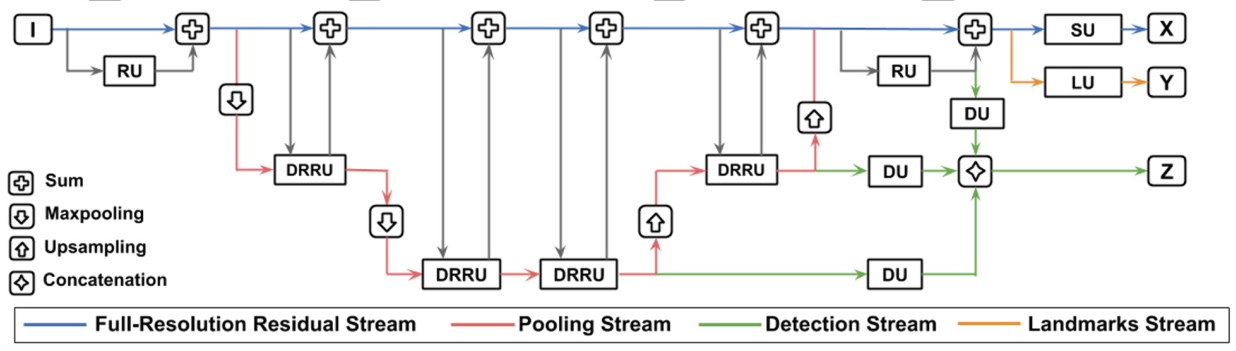 I
SU
X
RU
RU
LU
Y
DU
DRRU
DRRU
DU
Z
DRRU
DRRU
DU
Sum
Maxpooling
Upsampling
Concatenation
Full-Resolution Residual Stream
Pooling Stream
Detection Stream
Landmarks Stream